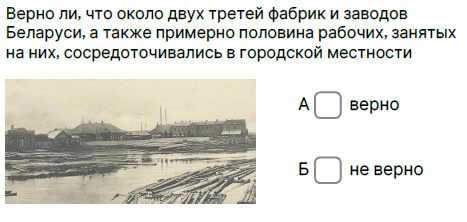 Верно ли, что около двух третей фабрик и заводов
Беларуси, а также примерно половина рабочих, занятых
на них, сосредоточивались в городской местности
А верно
Б не верно